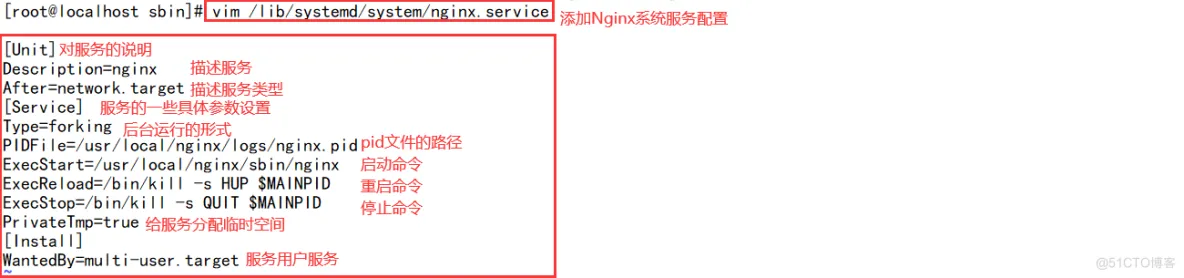 [root@localhost sbin]# vim /lib/systemd/system/nginx.service 添加Nginx系统服务配置
[Unit] 对服务的说明
Description=nginx 描述服务
After=network.target 描述服务类型
[Service] 服务的一些具体参数设置
Type=forking 后台运行的形式
PIDFile=/usr/local/nginx/logs/nginx.pid pid文件的路径
ExecStart=/usr/local/nginx/sbin/nginx 启动命令
ExecReload=/bin/kill -s HUP $MAINPID 重启命令
ExecStop=/bin/kill -s QUIT $MAINPID 停止命令
PrivateTmp=true 给服务分配临时空间
[Install]
WantedBy=multi-user.target 服务用户服务
~
@51CTO博客